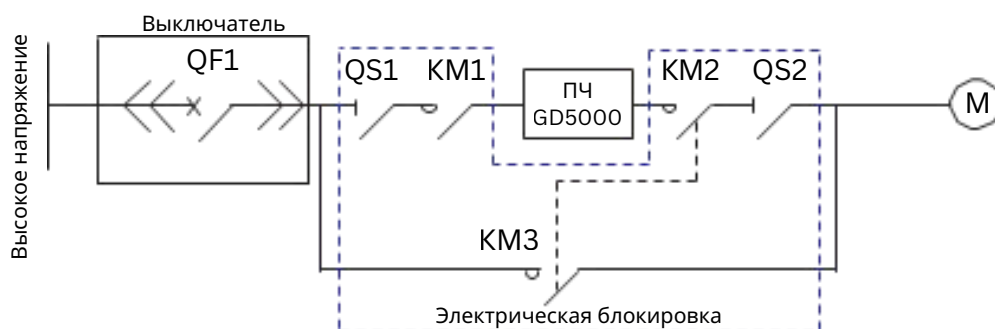 Выключатель
Высокое напряжение
QF1
QS1
KM1
ПЧ
GD5000
KM2
QS2
M
KM3
Электрическая блокировка